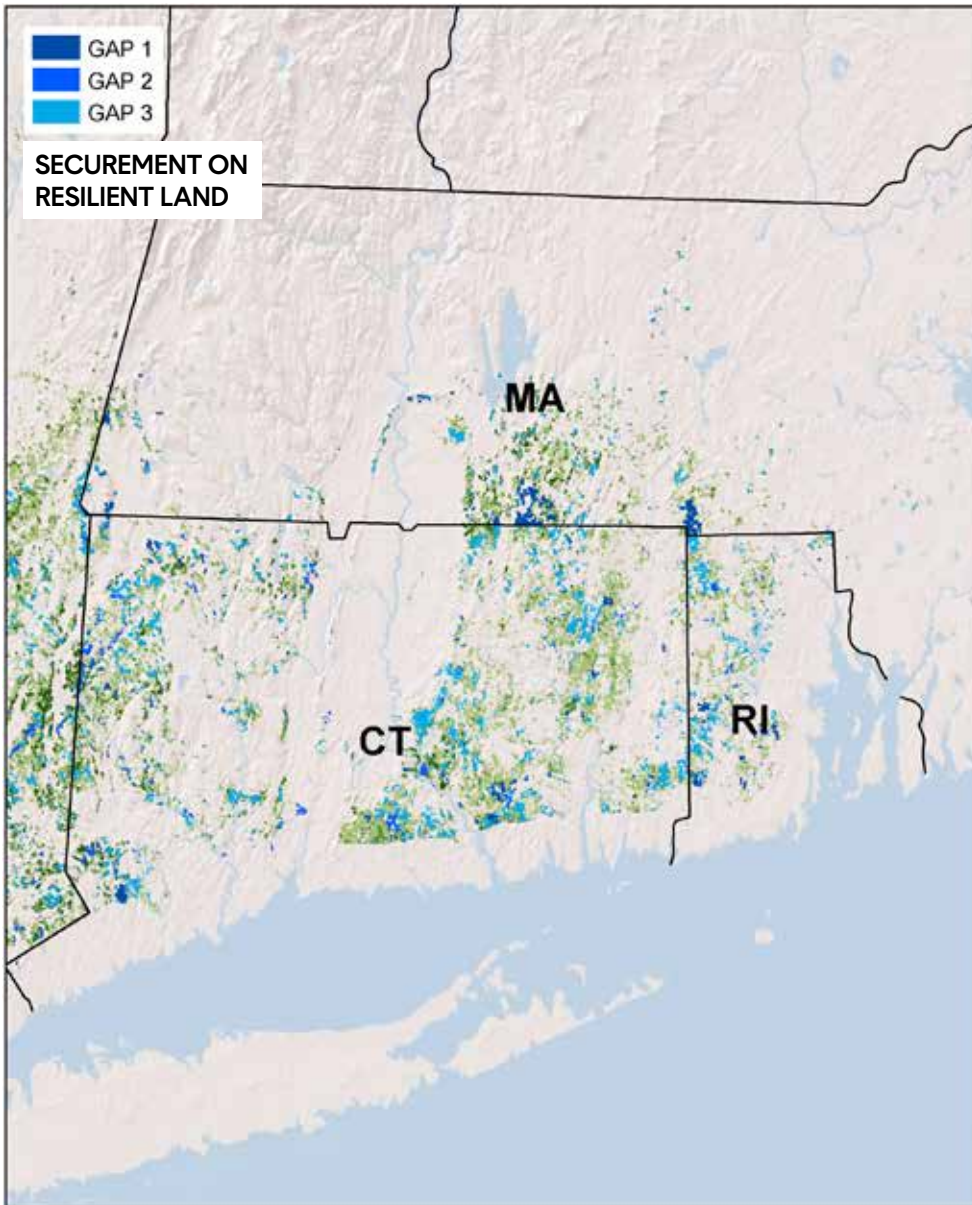 GAP 1
GAP 2
GAP 3
SECUREMENT ON
RESILIENT LAND
MA
CT
RI